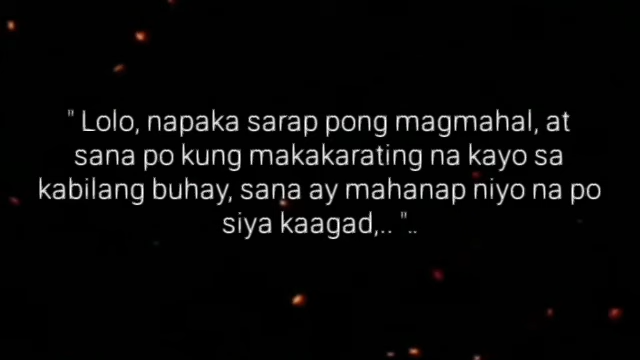 " Lolo, napaka sarap pong magmahal, at
sana po kung makakarating na kayo sa
kabilang buhay, sana ay mahanap niyo na po
siya kaagad,.. "..